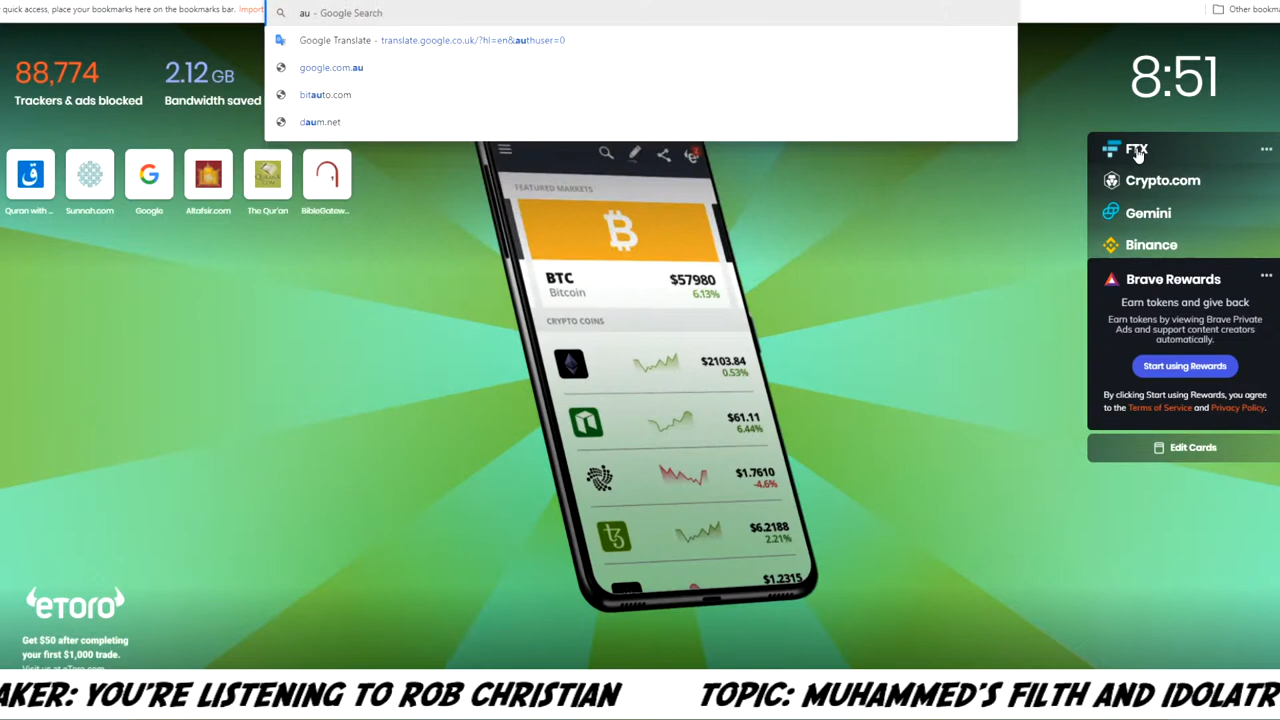 quick access, place your bookmarks here on the bookmarks bar. Import
au - Google Search
Other bookma
Google Translate - translate.google.co.uk/?hl=en&authuser=0
google.com.au
bitauto.com
daum.net
88,774
Trackers & ads blocked
2.12 GB
Bandwidth saved
8:51
Quran with ...
Sunnah.com
Google
Altafsir.com
The Qur'an
BibleGatew...
FTX
Crypto.com
Gemini
Binance
Brave Rewards
Earn tokens and give back
Earn tokens by viewing Brave Private
Ads and support content creators
automatically.
Start using Rewards
By clicking Start using Rewards, you agree
to the Terms of Service and Privacy Policy.
Edit Cards
FEATURED MARKETS
BTC
Bitcoin
$57980
6.13%
CRYPTO COINS
$2103.84
0.53%
$61.11
6.44%
$1.7610
-4.6%
$6.2188
2.21%
$1.2315
eToro
Get $50 after completing
your first $1,000 trade.
Visit us at eToro.com
AKER: YOU'RE LISTENING TO ROB CHRISTIAN
TOPIC: MUHAMMED'S FILTH AND IDOLATR